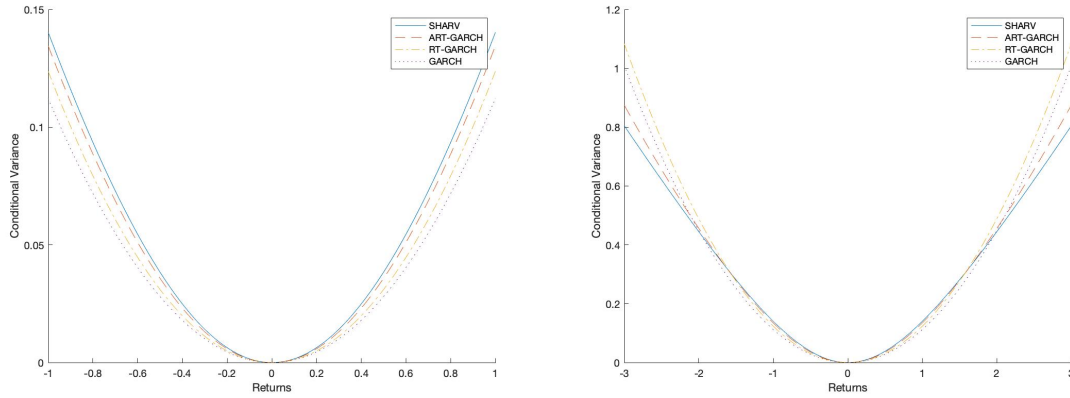 0.15
0.1
0.05
0
Conditional Variance
-1 -0.8 -0.6 -0.4 -0.2 0 0.2 0.4 0.6 0.8 1
Returns
SHARV
ART-GARCH
RT-GARCH
GARCH
1.2
1
0.8
0.6
0.4
0.2
0
Conditional Variance
-3 -2 -1 0 1 2 3
Returns
SHARV
ART-GARCH
RT-GARCH
GARCH